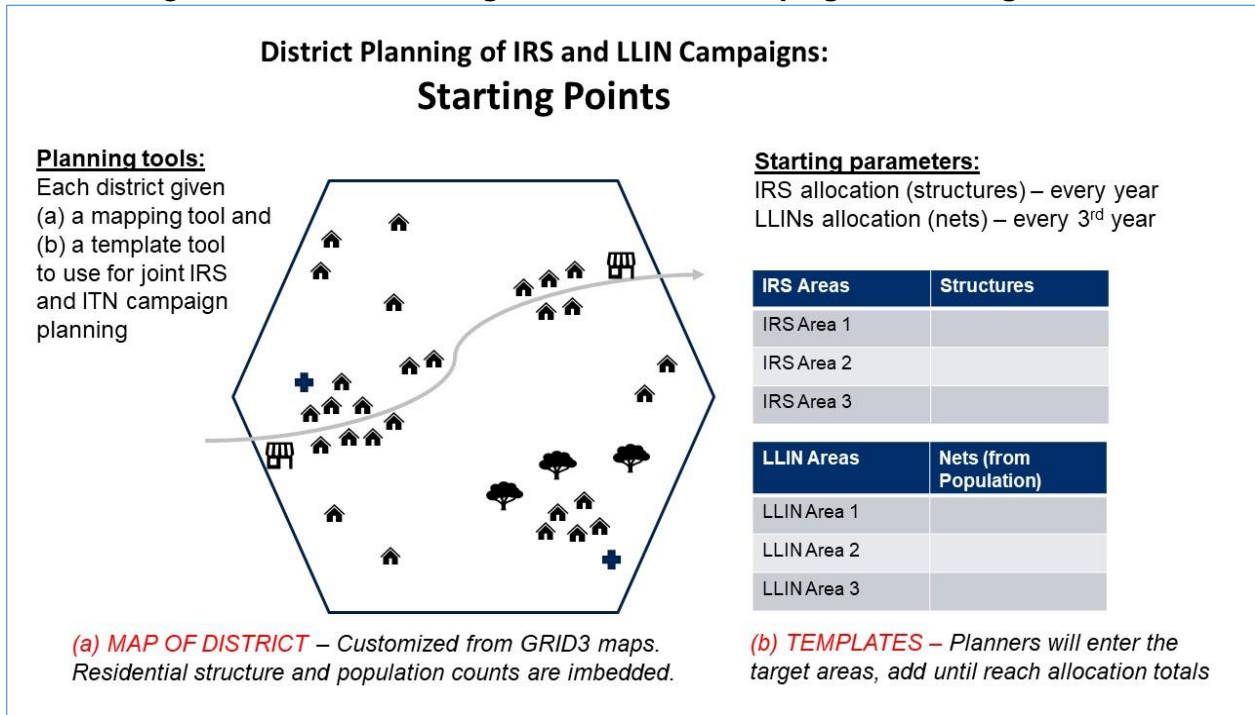 District Planning of IRS and LLIN Campaigns:
Starting Points
Planning tools:
Each district given
(a) a mapping tool and
(b) a template tool
to use for joint IRS
and ITN campaign
planning
Starting parameters:
IRS allocation (structures) – every year
LLINs allocation (nets) – every 3rd year
IRS Areas Structures
IRS Area 1
IRS Area 2
IRS Area 3
LLIN Areas Nets (from
Population)
LLIN Area 1
LLIN Area 2
LLIN Area 3
(a) MAP OF DISTRICT – Customized from GRID3 maps.
Residential structure and population counts are imbedded.
(b) TEMPLATES – Planners will enter the
target areas, add until reach allocation totals